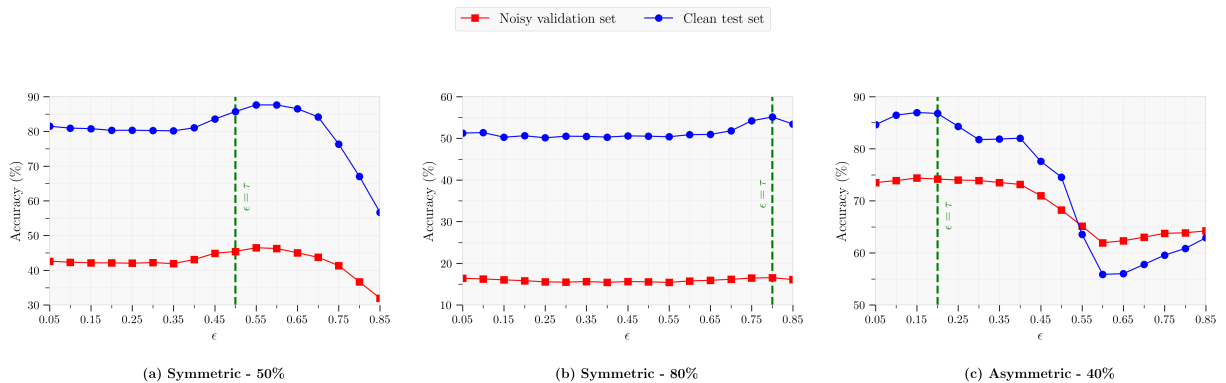 Noisy validation set
Clean test set
Accuracy (%)
90
80
70
60
50
40
30
ϵ = τ
0.05 0.15 0.25 0.35 0.45 0.55 0.65 0.75 0.85
ϵ
(a) Symmetric - 50%
Accuracy (%)
60
50
40
30
20
10
ϵ = τ
0.05 0.15 0.25 0.35 0.45 0.55 0.65 0.75 0.85
ϵ
(b) Symmetric - 80%
Accuracy (%)
90
80
70
60
50
ϵ = τ
0.05 0.15 0.25 0.35 0.45 0.55 0.65 0.75 0.85
ϵ
(c) Asymmetric - 40%